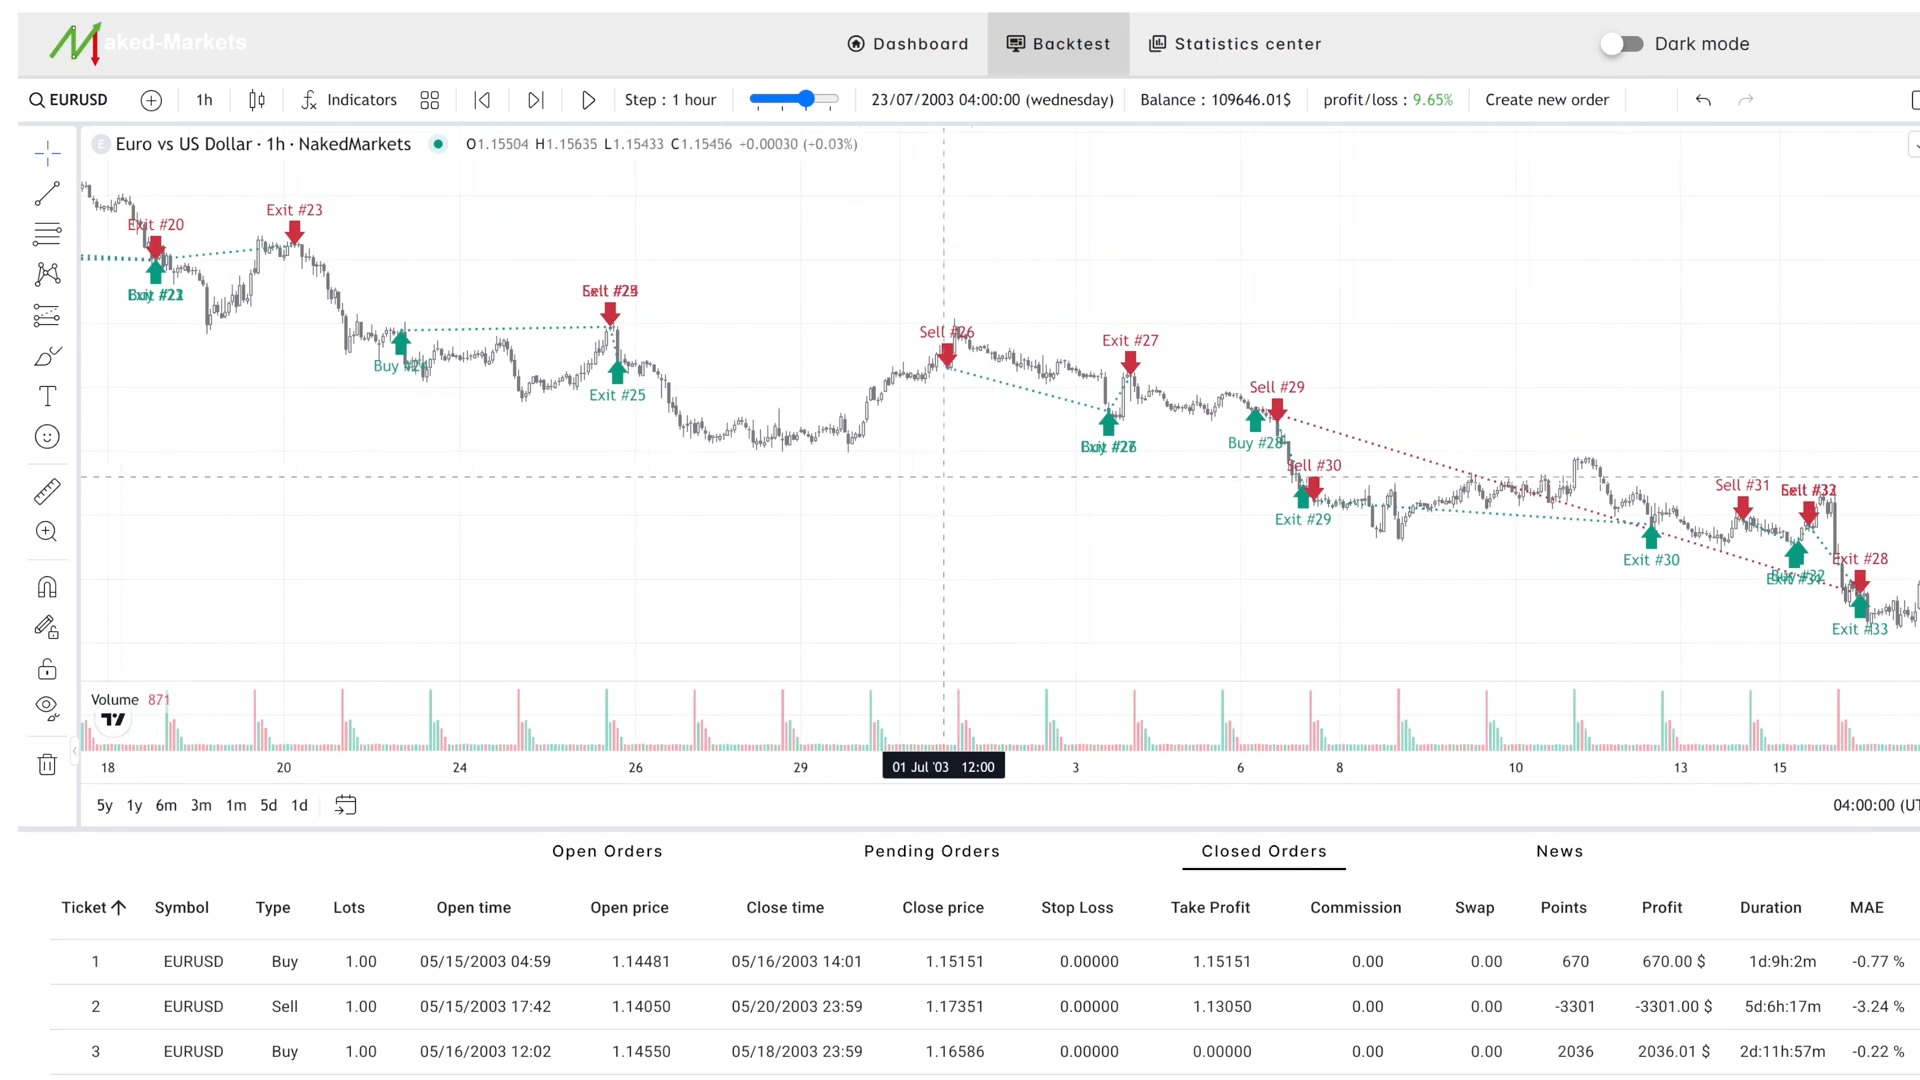 aked-Markets
Dashboard
Backtest
Statistics center
Dark mode
EURUSD
1h
Indicators
Step : 1 hour
23/07/2003 04:00:00 (wednesday)
Balance : 109646.01$
profit/loss : 9.65%
Create new order
E Euro vs US Dollar · 1h · NakedMarkets
O1.15504 H1.15635 L1.15433 C1.15456 +0.00030 (+0.03%)
Exit #20
Exit #23
Buy #24
Exit #25
Sell #26
Exit #27
Buy #28
Sell #29
Exit #29
Sell #30
Exit #30
Sell #31
Exit #28
Exit #33
Volume 871
18 20 24 26 29 01 Jul '03 12:00 3 6 8 10 13 15
5y 1y 6m 3m 1m 5d 1d
04:00:00 (UT
Open Orders
Pending Orders
Closed Orders
News
Ticket Symbol Type Lots Open time Open price Close time Close price Stop Loss Take Profit Commission Swap Points Profit Duration MAE
1 EURUSD Buy 1.00 05/15/2003 04:59 1.14481 05/16/2003 14:01 1.15151 0.00000 1.15151 0.00 0.00 670 670.00 $ 1d:9h:2m -0.77 %
2 EURUSD Sell 1.00 05/15/2003 17:42 1.14050 05/20/2003 23:59 1.17351 0.00000 1.13050 0.00 0.00 -3301 -3301.00 $ 5d:6h:17m -3.24 %
3 EURUSD Buy 1.00 05/16/2003 12:02 1.14550 05/18/2003 23:59 1.16586 0.00000 0.00000 0.00 0.00 2036 2036.01 $ 2d:11h:57m -0.22 %